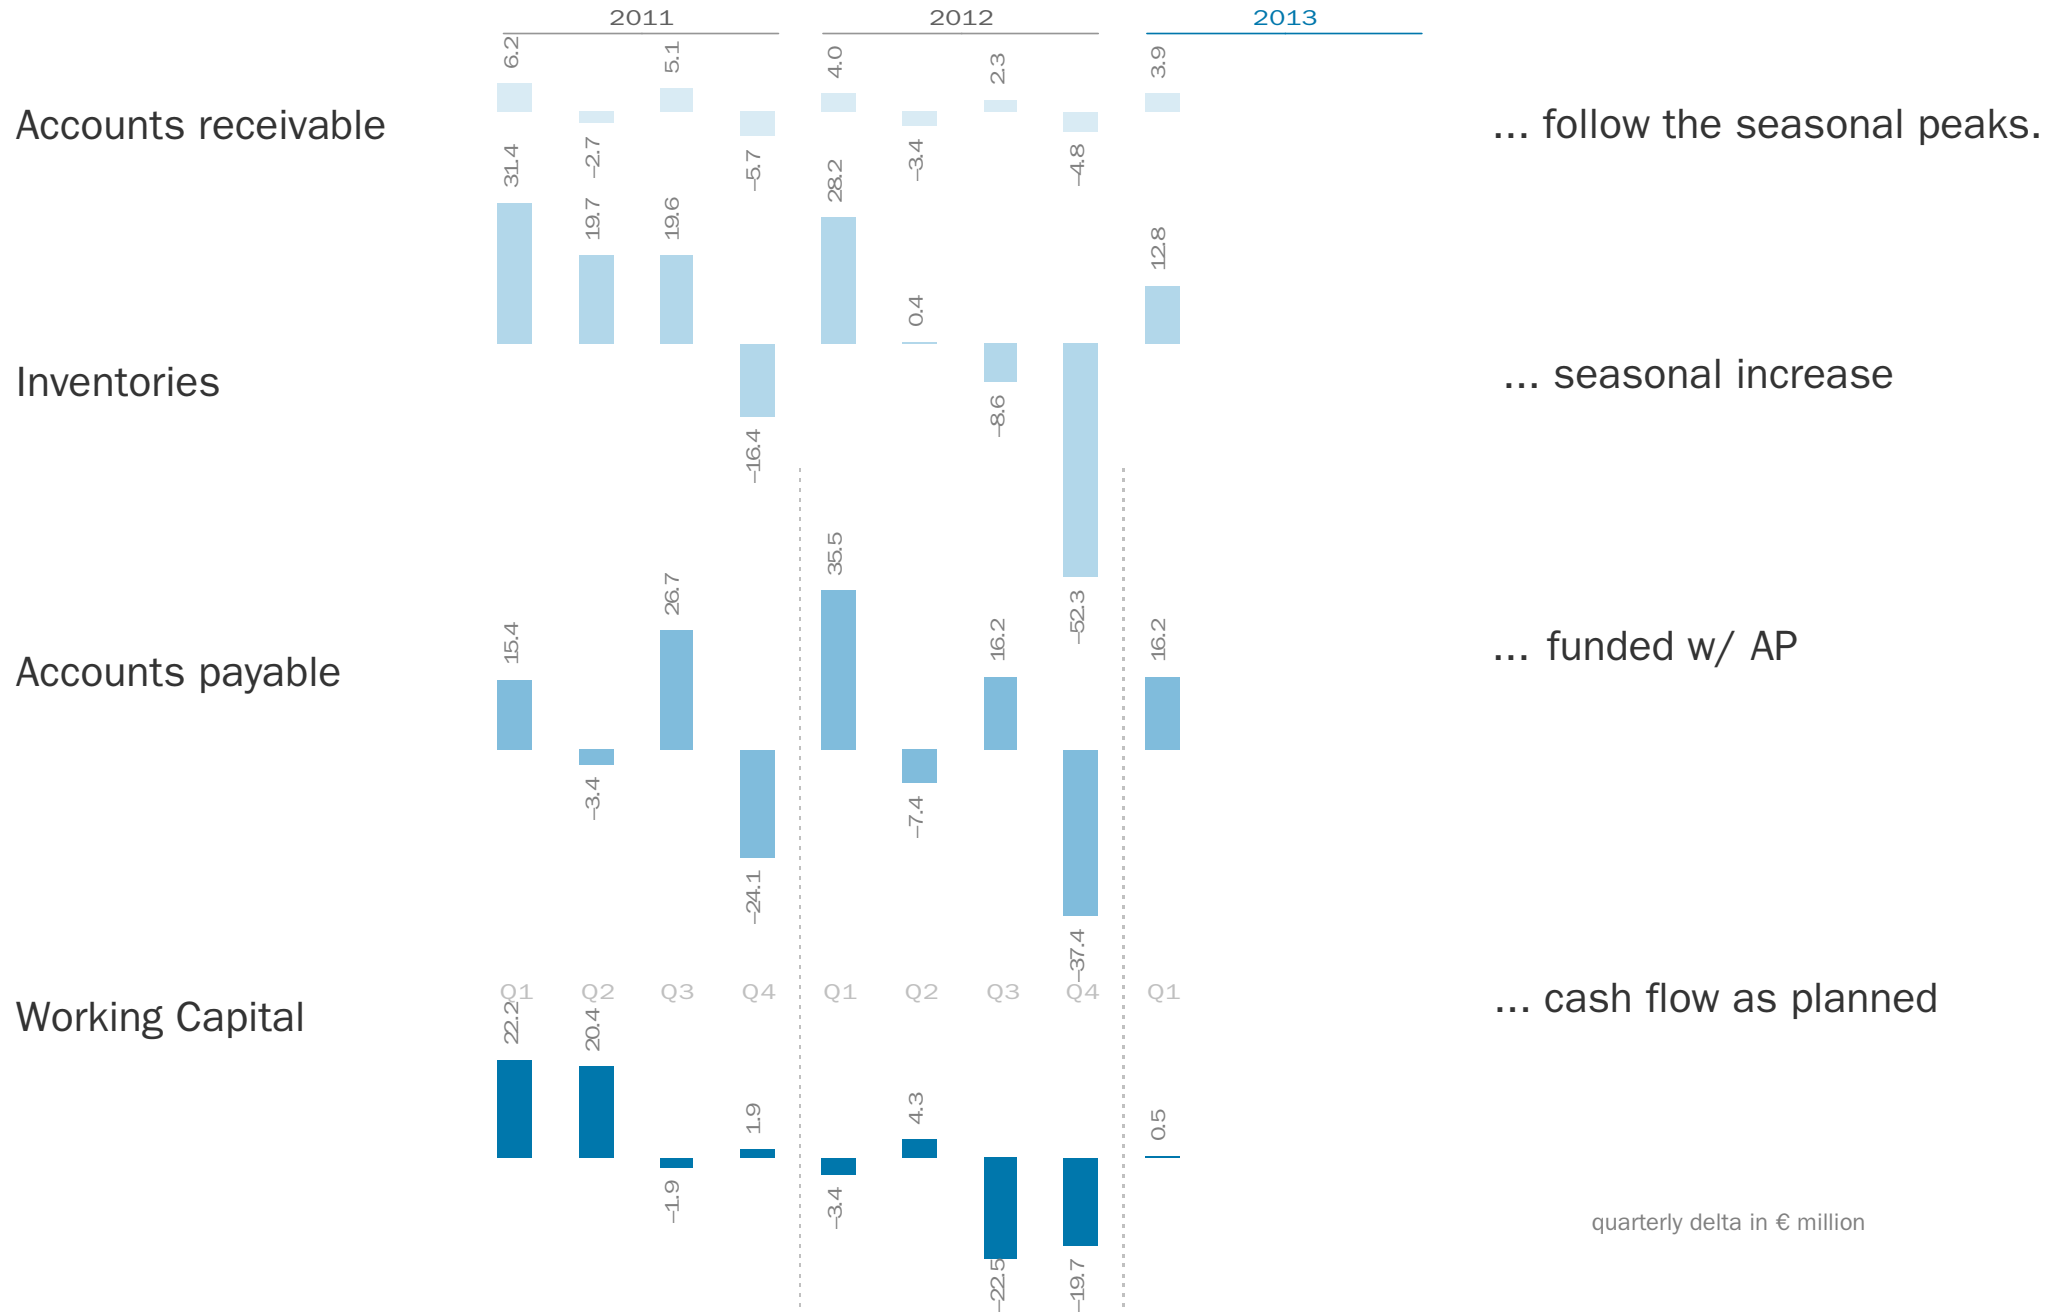 2011 2012 2013
6.2 -2.7 5.1 –5.7 4.0 –3.4 2.3 –4.8 3.9
Accounts receivable ... follow the seasonal peaks.
31.4 19.7 19.6 –16.4 28.2 0.4 –8.6 –52.3 12.8
Inventories ... seasonal increase
15.4 –3.4 26.7 –24.1 35.5 –7.4 16.2 –37.4 16.2
Accounts payable ... funded w/ AP
Q1 Q2 Q3 Q4 Q1 Q2 Q3 Q4 Q1
Working Capital ... cash flow as planned
22.2 20.4 –1.9 1.9 –3.4 4.3 –22.5 –19.7 0.5
quarterly delta in € million